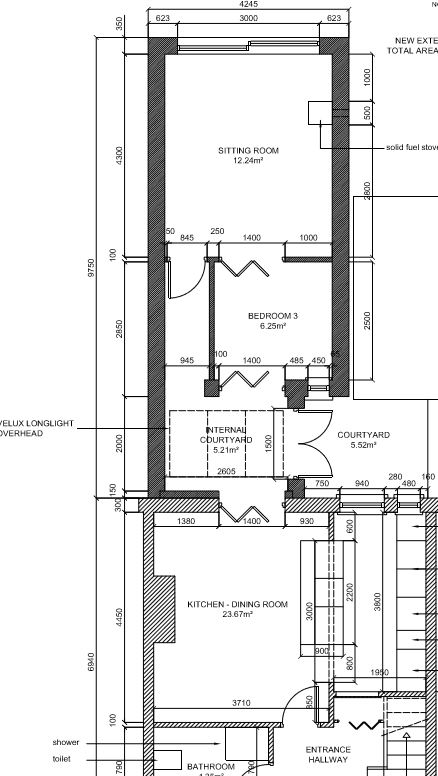 4245
623 3000 623
350
NEW EXTE
TOTAL AREA
1000
500
solid fuel stove
SITTING ROOM
12.24m²
4300
2800
50 845 250 1400 1000
100
9750
BEDROOM 3
6.25m²
2850
2500
945 100 1400 485 450 65
VELUX LONGLIGHT
OVERHEAD
INTERNAL
COURTYARD
5.21m²
1500
COURTYARD
5.52m²
2000
2605
750 940 280 480 160
150
300
1380 1400 930
600
KITCHEN - DINING ROOM
23.67m²
3000
2200
3800
4450
900
800
6940
1950
3710
850
100
shower
toilet
790
BATHROOM
790
ENTRANCE
HALLWAY